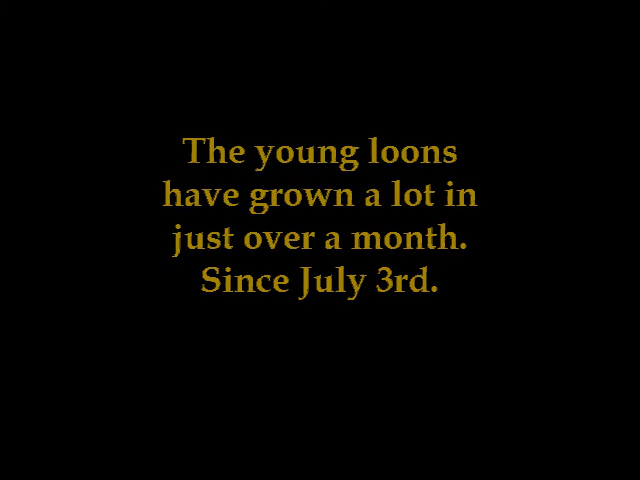 The young loons
have grown a lot in
just over a month.
Since July 3rd.